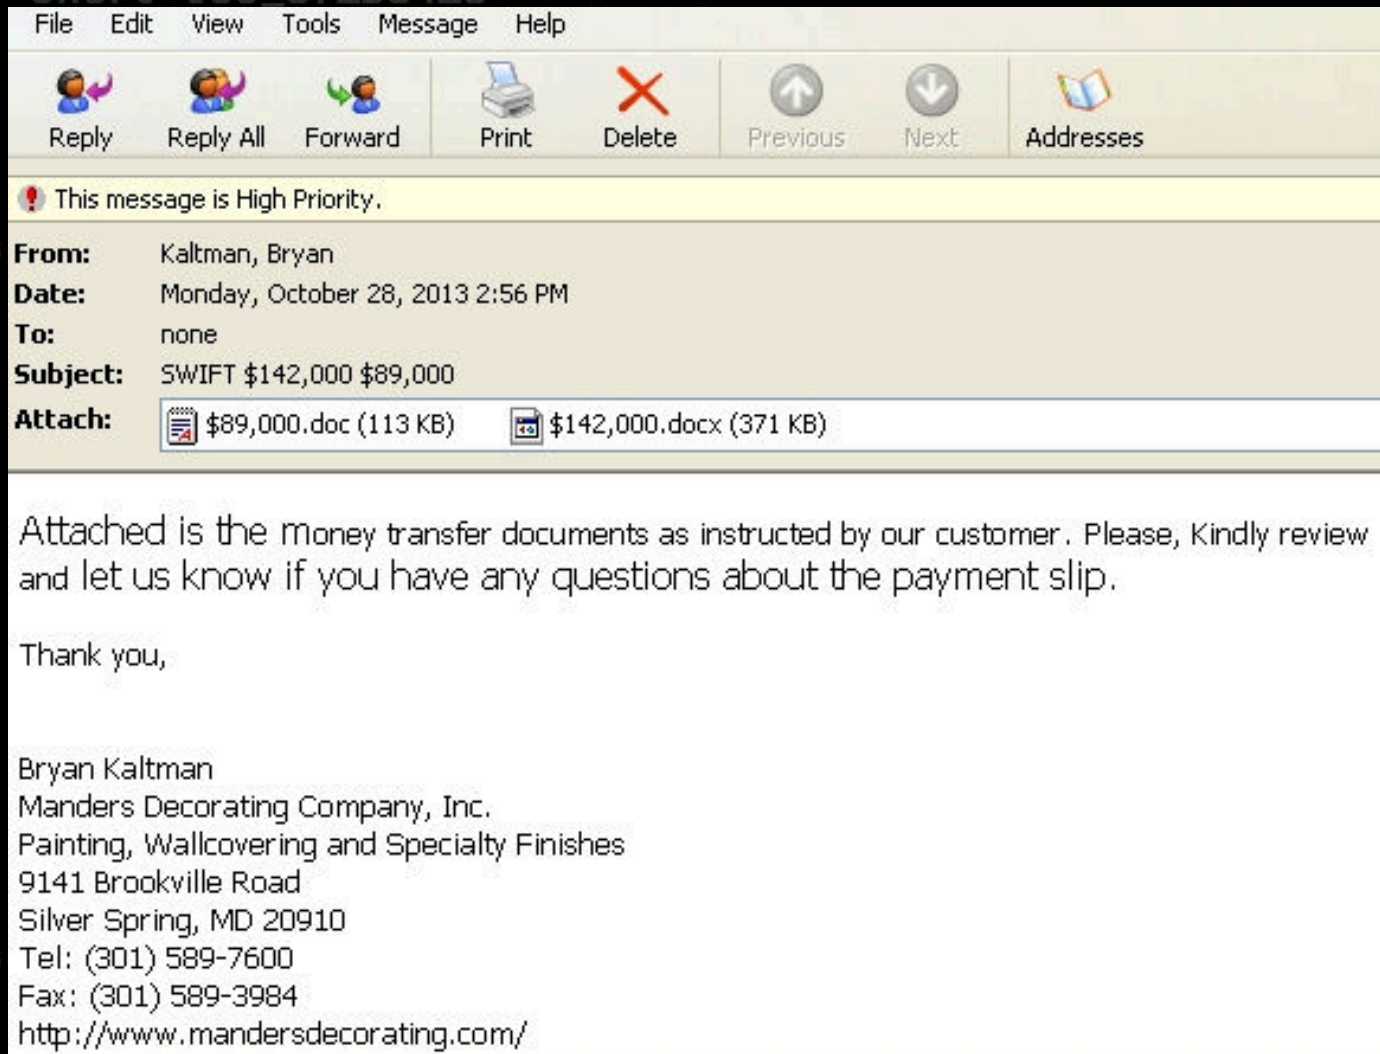 File Edit View Tools Message Help
Reply Reply All Forward Print Delete Previous Next Addresses
This message is High Priority.
From: Kaltman, Bryan
Date: Monday, October 28, 2013 2:56 PM
To: none
Subject: SWIFT $142,000 $89,000
Attach: $89,000.doc (113 KB) $142,000.docx (371 KB)
Attached is the money transfer documents as instructed by our customer. Please, Kindly review
and let us know if you have any questions about the payment slip.
Thank you,
Bryan Kaltman
Manders Decorating Company, Inc.
Painting, Wallcovering and Specialty Finishes
9141 Brookville Road
Silver Spring, MD 20910
Tel: (301) 589-7600
Fax: (301) 589-3984
http://www.mandersdecorating.com/